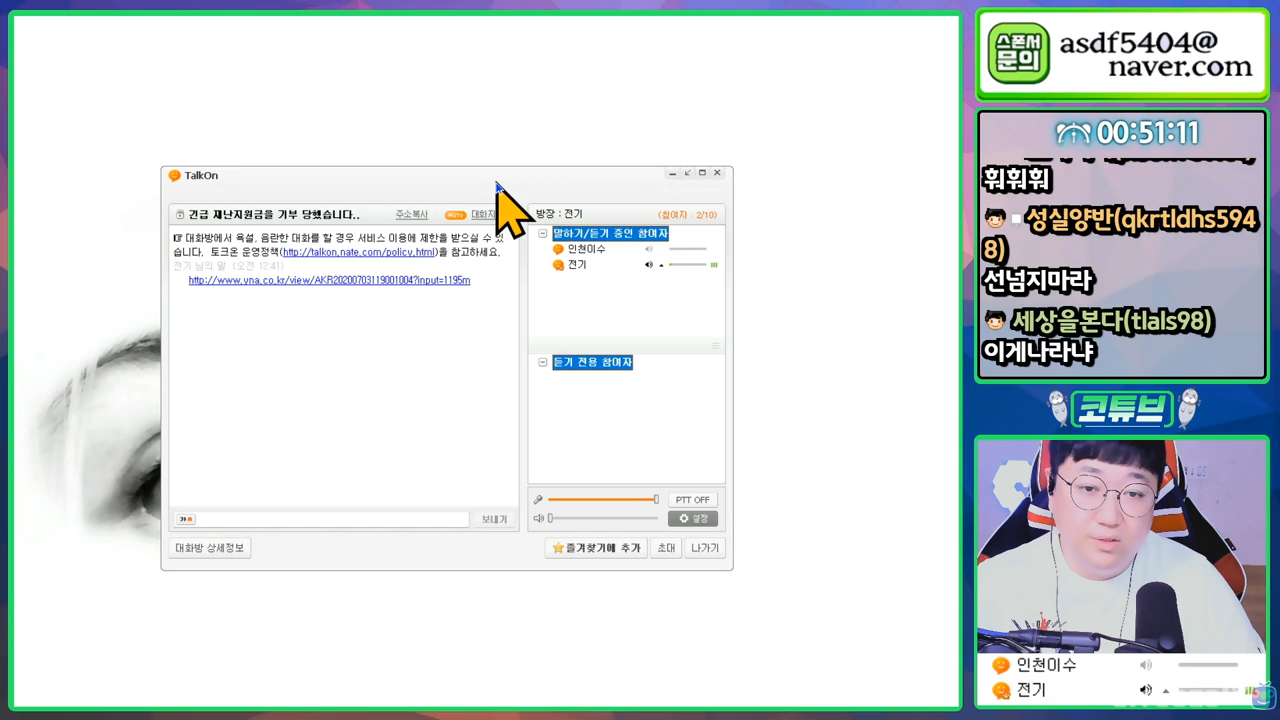 스폰서
문의
asdf5404@
naver.com
00:51:11
훠훠훠
성실양반(qkrtldhs594
8)
선넘지마라
세상을본다(tlals98)
이게나라냐
코튜브
TalkOn
긴급 재난지원금을 기부 당했습니다..
주소복사
대화지
방장 : 전기
(참여자 : 2/10)
☞ 대화방에서 욕설, 음란한 대화를 할 경우 서비스 이용에 제한을 받으실 수 있
습니다. 토크온 운영정책(http://talkon.nate.com/policy.html)을 참고하세요.
전기 님의 말 (오전 12:41)
http://www.yna.co.kr/view/AKR20200703119001004?input=1195m
말하기/듣기 중인 참여자
인천이수
전기
듣기 전용 참여자
PTT OFF
설정
보내기
대화방 상세정보
즐겨찾기에 추가
초대
나가기
인천이수
전기